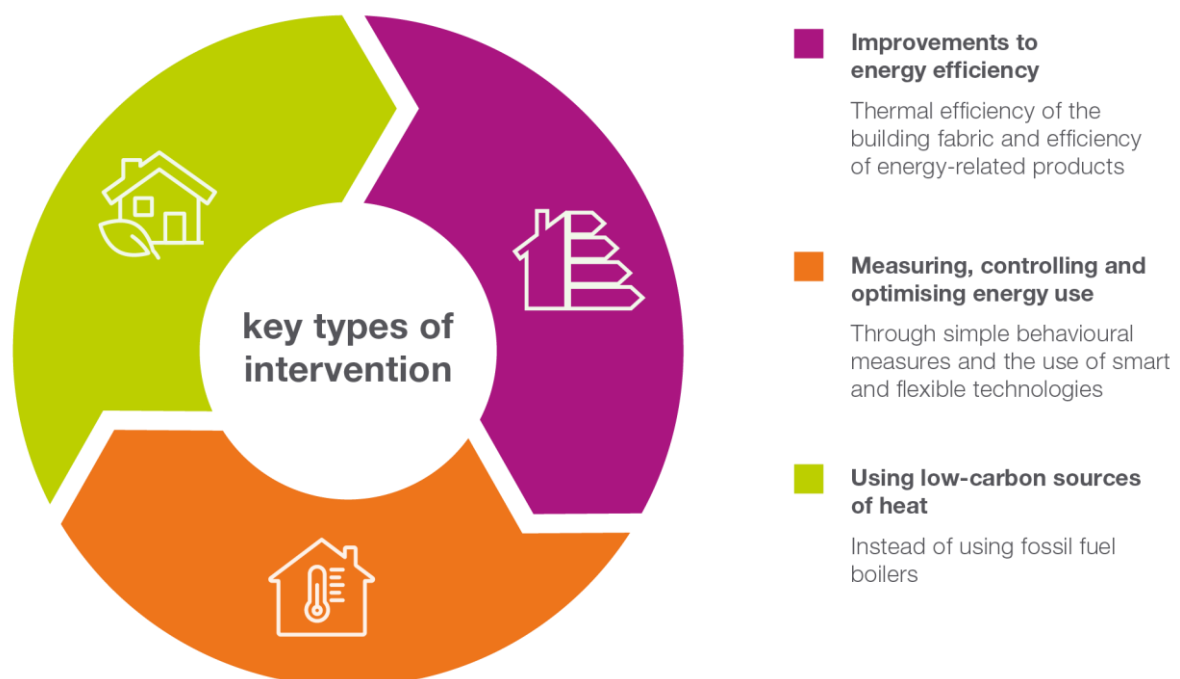 key types of
intervention
Improvements to
energy efficiency
Thermal efficiency of the
building fabric and efficiency
of energy-related products
Measuring, controlling and
optimising energy use
Through simple behavioural
measures and the use of smart
and flexible technologies
Using low-carbon sources
of heat
Instead of using fossil fuel
boilers